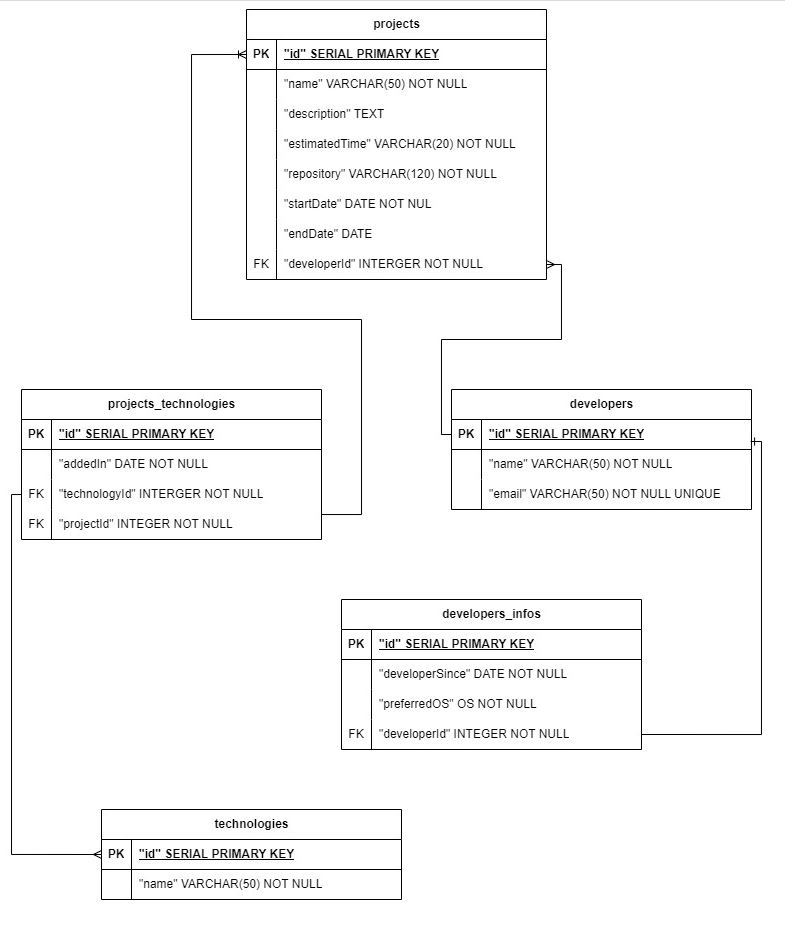 projects
PK "id" SERIAL PRIMARY KEY
"name" VARCHAR(50) NOT NULL
"description" TEXT
"estimatedTime" VARCHAR(20) NOT NULL
"repository" VARCHAR(120) NOT NULL
"startDate" DATE NOT NUL
"endDate" DATE
FK "developerId" INTERGER NOT NULL
projects_technologies
PK "id" SERIAL PRIMARY KEY
"addedIn" DATE NOT NULL
FK "technologyId" INTERGER NOT NULL
FK "projectId" INTEGER NOT NULL
developers
PK "id" SERIAL PRIMARY KEY
"name" VARCHAR(50) NOT NULL
"email" VARCHAR(50) NOT NULL UNIQUE
developers_infos
PK "id" SERIAL PRIMARY KEY
"developerSince" DATE NOT NULL
"preferredOS" OS NOT NULL
FK "developerId" INTEGER NOT NULL
technologies
PK "id" SERIAL PRIMARY KEY
"name" VARCHAR(50) NOT NULL